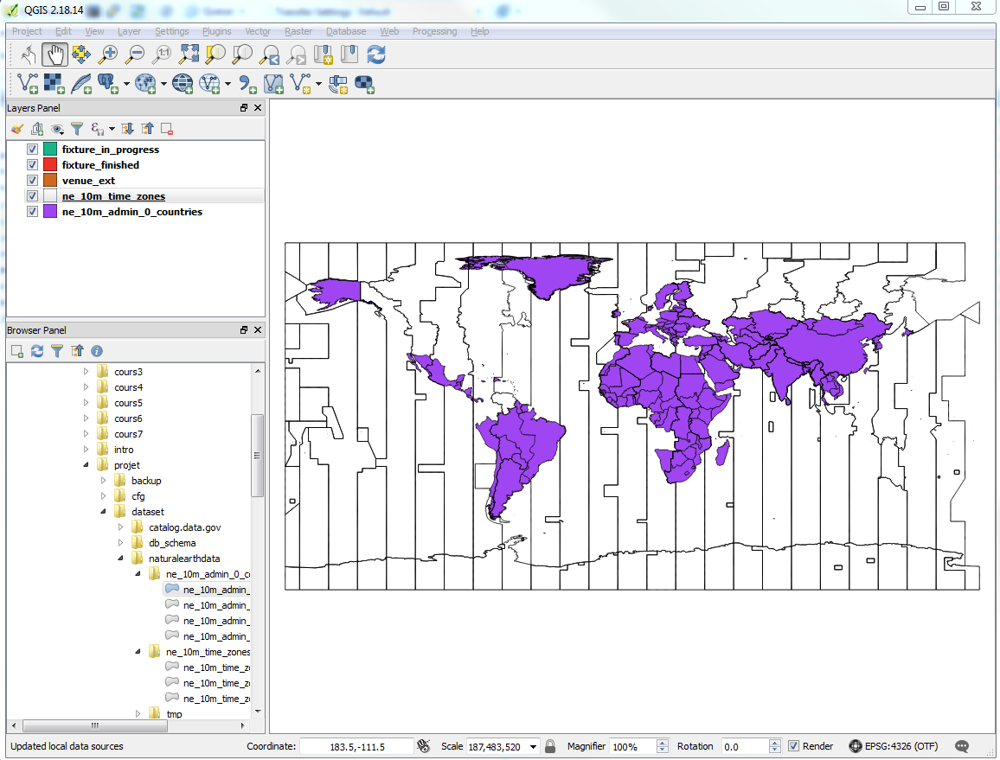 QGIS 2.18.14
Project Edit View Layer Settings Plugins Vector Raster Database Web Processing Help
1:1
Layers Panel
fixture_in_progress
fixture_finished
venue_ext
ne_10m_time_zones
ne_10m_admin_0_countries
Browser Panel
cours3
cours4
cours5
cours6
cours7
intro
projet
backup
cfg
dataset
catalog.data.gov
db_schema
naturalearthdata
ne_10m_admin_0_c
ne_10m_admin_
ne_10m_admin_
ne_10m_admin_
ne_10m_admin_
ne_10m_time_zones
ne_10m_time_z
ne_10m_time_z
ne_10m_time_z
tmp
Updated local data sources Coordinate: 183.5,-111.5 Scale 187,483,520 Magnifier 100% Rotation 0.0 Render EPSG:4326 (OTF)